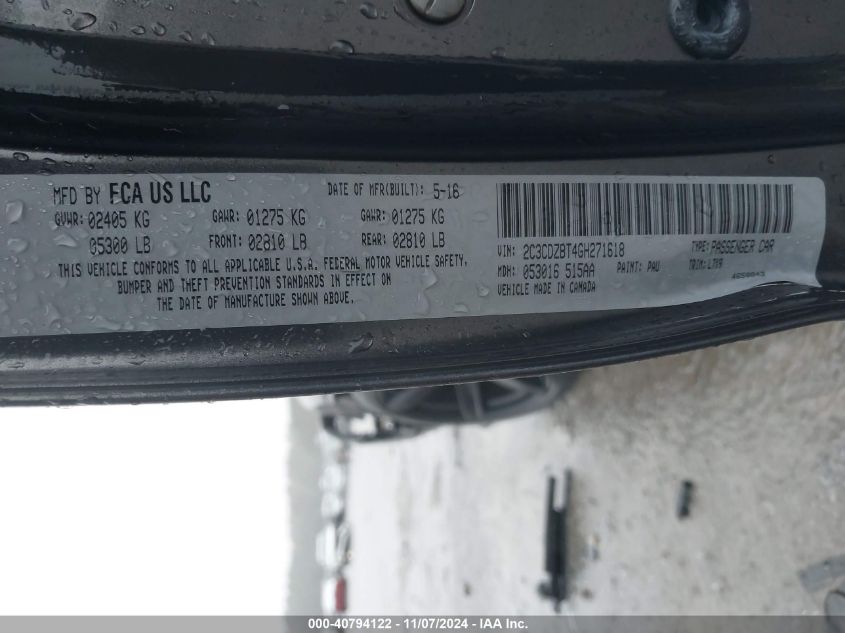 MFD BY FCA US LLC DATE OF MFR(BUILT): 5-16
GVWR: 02405 KG GAWR: 01275 KG GAWR: 01275 KG
05300 LB FRONT: 02810 LB REAR: 02810 LB
THIS VEHICLE CONFORMS TO ALL APPLICABLE U.S.A. FEDERAL MOTOR VEHICLE SAFETY,
BUMPER AND THEFT PREVENTION STANDARDS IN EFFECT ON
THE DATE OF MANUFACTURE SHOWN ABOVE.
VIN: 2C3CDZBT4GH271618 TYPE: PASSENGER CAR
MDH: 053016 515AA PAINT: PAU TRIM: LTX9
VEHICLE MADE IN CANADA
000-40794122 - 11/07/2024 - IAA Inc.